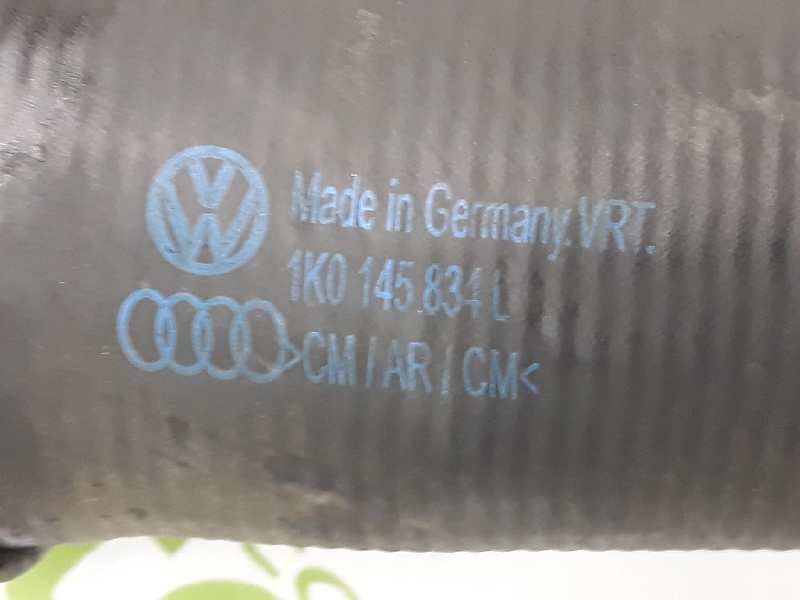 Made in Germany.VRT.
1K0 145 834 L
>CM / AR / CM<